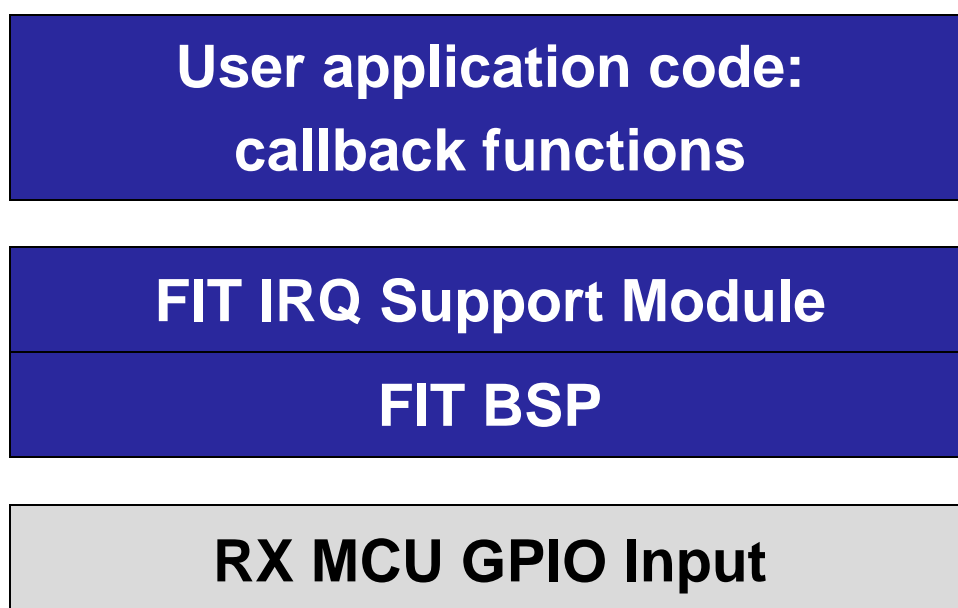 User application code:
callback functions
FIT IRQ Support Module
FIT BSP
RX MCU GPIO Input